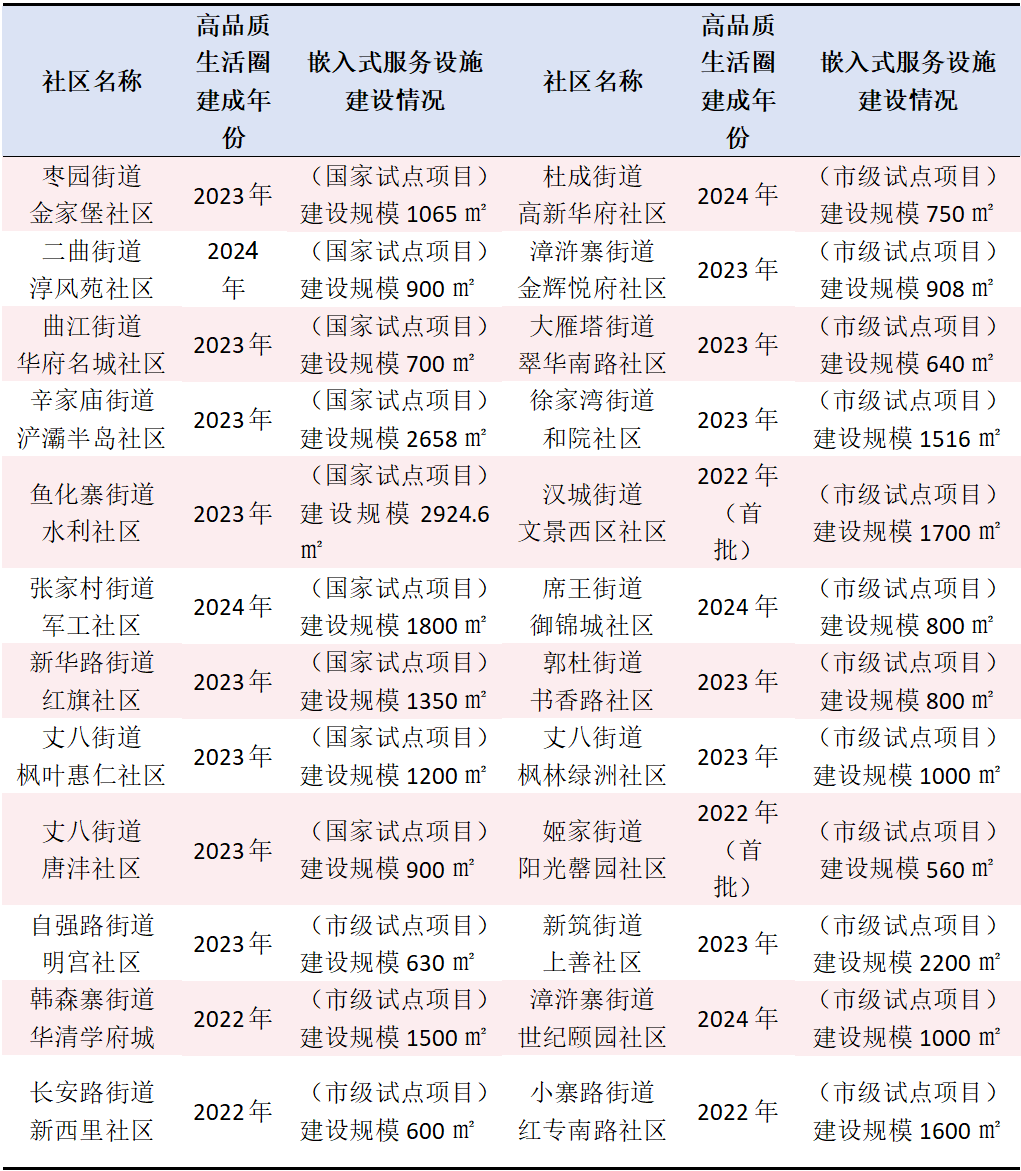 社区名称
高品质
生活圈
建成年
份
嵌入式服务设施
建设情况
社区名称
高品质
生活圈
建成年
份
嵌入式服务设施
建设情况
枣园街道
金家堡社区
2023 年
（国家试点项目）
建设规模 1065 ㎡
杜成街道
高新华府社区
2024 年
（市级试点项目）
建设规模 750 ㎡
二曲街道
淳风苑社区
2024
年
（国家试点项目）
建设规模 900 ㎡
漳浒寨街道
金辉悦府社区
2023 年
（市级试点项目）
建设规模 908 ㎡
曲江街道
华府名城社区
2023 年
（国家试点项目）
建设规模 700 ㎡
大雁塔街道
翠华南路社区
2023 年
（市级试点项目）
建设规模 640 ㎡
辛家庙街道
浐灞半岛社区
2023 年
（国家试点项目）
建设规模 2658 ㎡
徐家湾街道
和院社区
2023 年
（市级试点项目）
建设规模 1516 ㎡
鱼化寨街道
水利社区
2023 年
（国家试点项目）
建设规模 2924.6
㎡
汉城街道
文景西区社区
2022 年
（首
批）
（市级试点项目）
建设规模 1700 ㎡
张家村街道
军工社区
2024 年
（国家试点项目）
建设规模 1800 ㎡
席王街道
御锦城社区
2024 年
（市级试点项目）
建设规模 800 ㎡
新华路街道
红旗社区
2023 年
（国家试点项目）
建设规模 1350 ㎡
郭杜街道
书香路社区
2023 年
（市级试点项目）
建设规模 800 ㎡
丈八街道
枫叶惠仁社区
2023 年
（国家试点项目）
建设规模 1200 ㎡
丈八街道
枫林绿洲社区
2023 年
（市级试点项目）
建设规模 1000 ㎡
丈八街道
唐沣社区
2023 年
（国家试点项目）
建设规模 900 ㎡
姬家街道
阳光罄园社区
2022 年
（首
批）
（市级试点项目）
建设规模 560 ㎡
自强路街道
明宫社区
2023 年
（市级试点项目）
建设规模 630 ㎡
新筑街道
上善社区
2023 年
（市级试点项目）
建设规模 2200 ㎡
韩森寨街道
华清学府城
2022 年
（市级试点项目）
建设规模 1500 ㎡
漳浒寨街道
世纪颐园社区
2024 年
（市级试点项目）
建设规模 1000 ㎡
长安路街道
新西里社区
2022 年
（市级试点项目）
建设规模 600 ㎡
小寨路街道
红专南路社区
2022 年
（市级试点项目）
建设规模 1600 ㎡